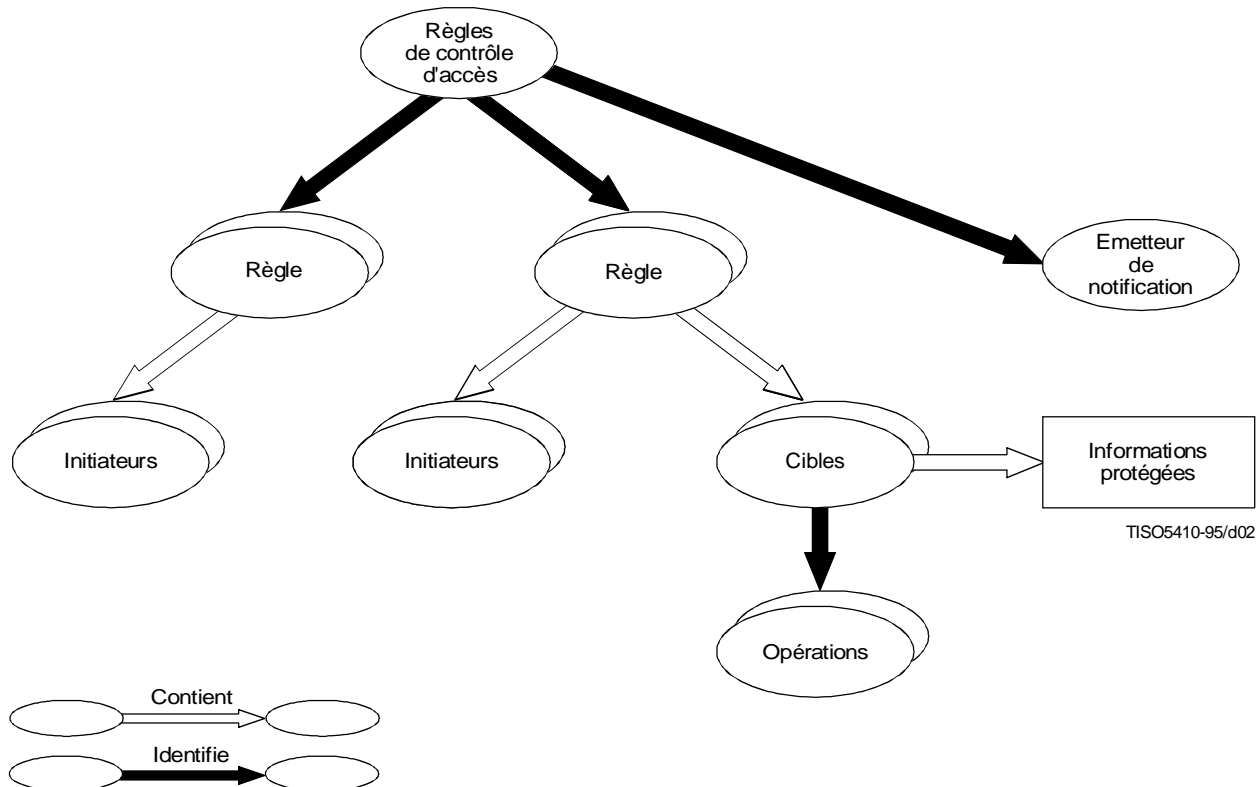 Règles
de contrôle
d'accès
Règle
Règle
Emetteur
de
notification
Initiateurs
Initiateurs
Cibles
Informations
protégées
TISO5410-95/d02
Opérations
Contient
Identifie